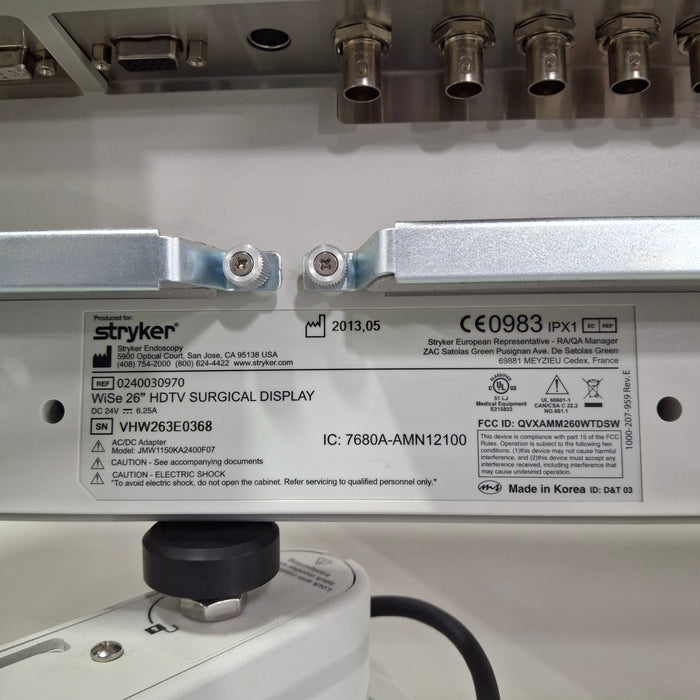 Produced for:
stryker®
Stryker Endoscopy
5900 Optical Court, San Jose, CA 95138 USA
(408) 754-2000 (800) 624-4422 www.stryker.com
2013,05
CE0983 IPX1 EC REP
Stryker European Representative - RA/QA Manager
ZAC Satolas Green Pusignan Ave. De Satolas Green
69881 MEYZIEU Cedex, France
REF 0240030970
WiSe 26" HDTV SURGICAL DISPLAY
DC 24V 6.25A
SN VHW263E0368
AC/DC Adapter
Model: JMW1150KA2400F07
CAUTION - See accompanying documents
CAUTION - ELECTRIC SHOCK
"To avoid electric shock, do not open the cabinet. Refer servicing to qualified personnel only."
IC: 7680A-AMN12100
CLASSIFIED
C UL US
51 LJ
Medical Equipment
E215822
UL 60601-1
CAN/CSA C 22.2
NO.601.1
FCC ID: QVXAMM260WTDSW
This device is compliance with part 15 of the FCC
Rules. Operation is subject to the following two
conditions. (1)this device may not cause harmful
interference, and (2)this device must accept any
interference received, including interference that
may cause undesired operation.
Made in Korea ID: D&T 03
1000-207-959 Rev.E